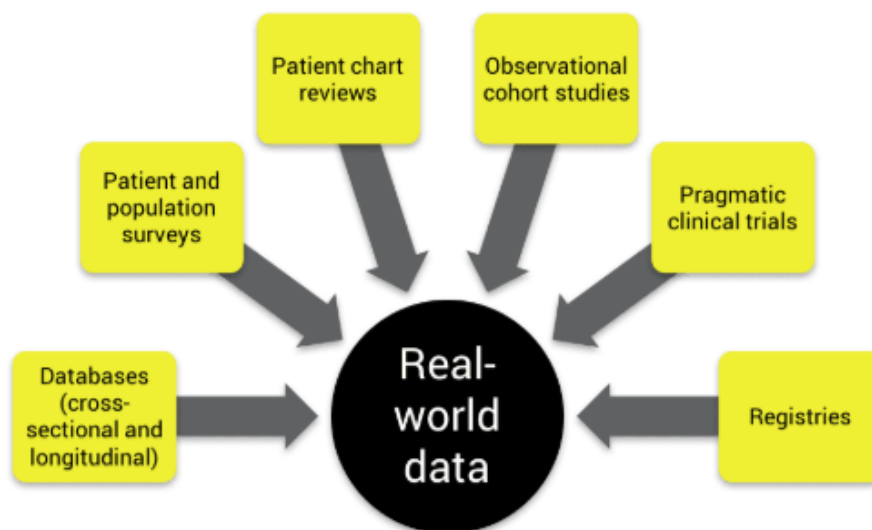 Patient chart
reviews
Observational
cohort studies
Patient and
population
surveys
Pragmatic
clinical trials
Databases
(cross-
sectional and
longitudinal)
Real-
world
data
Registries